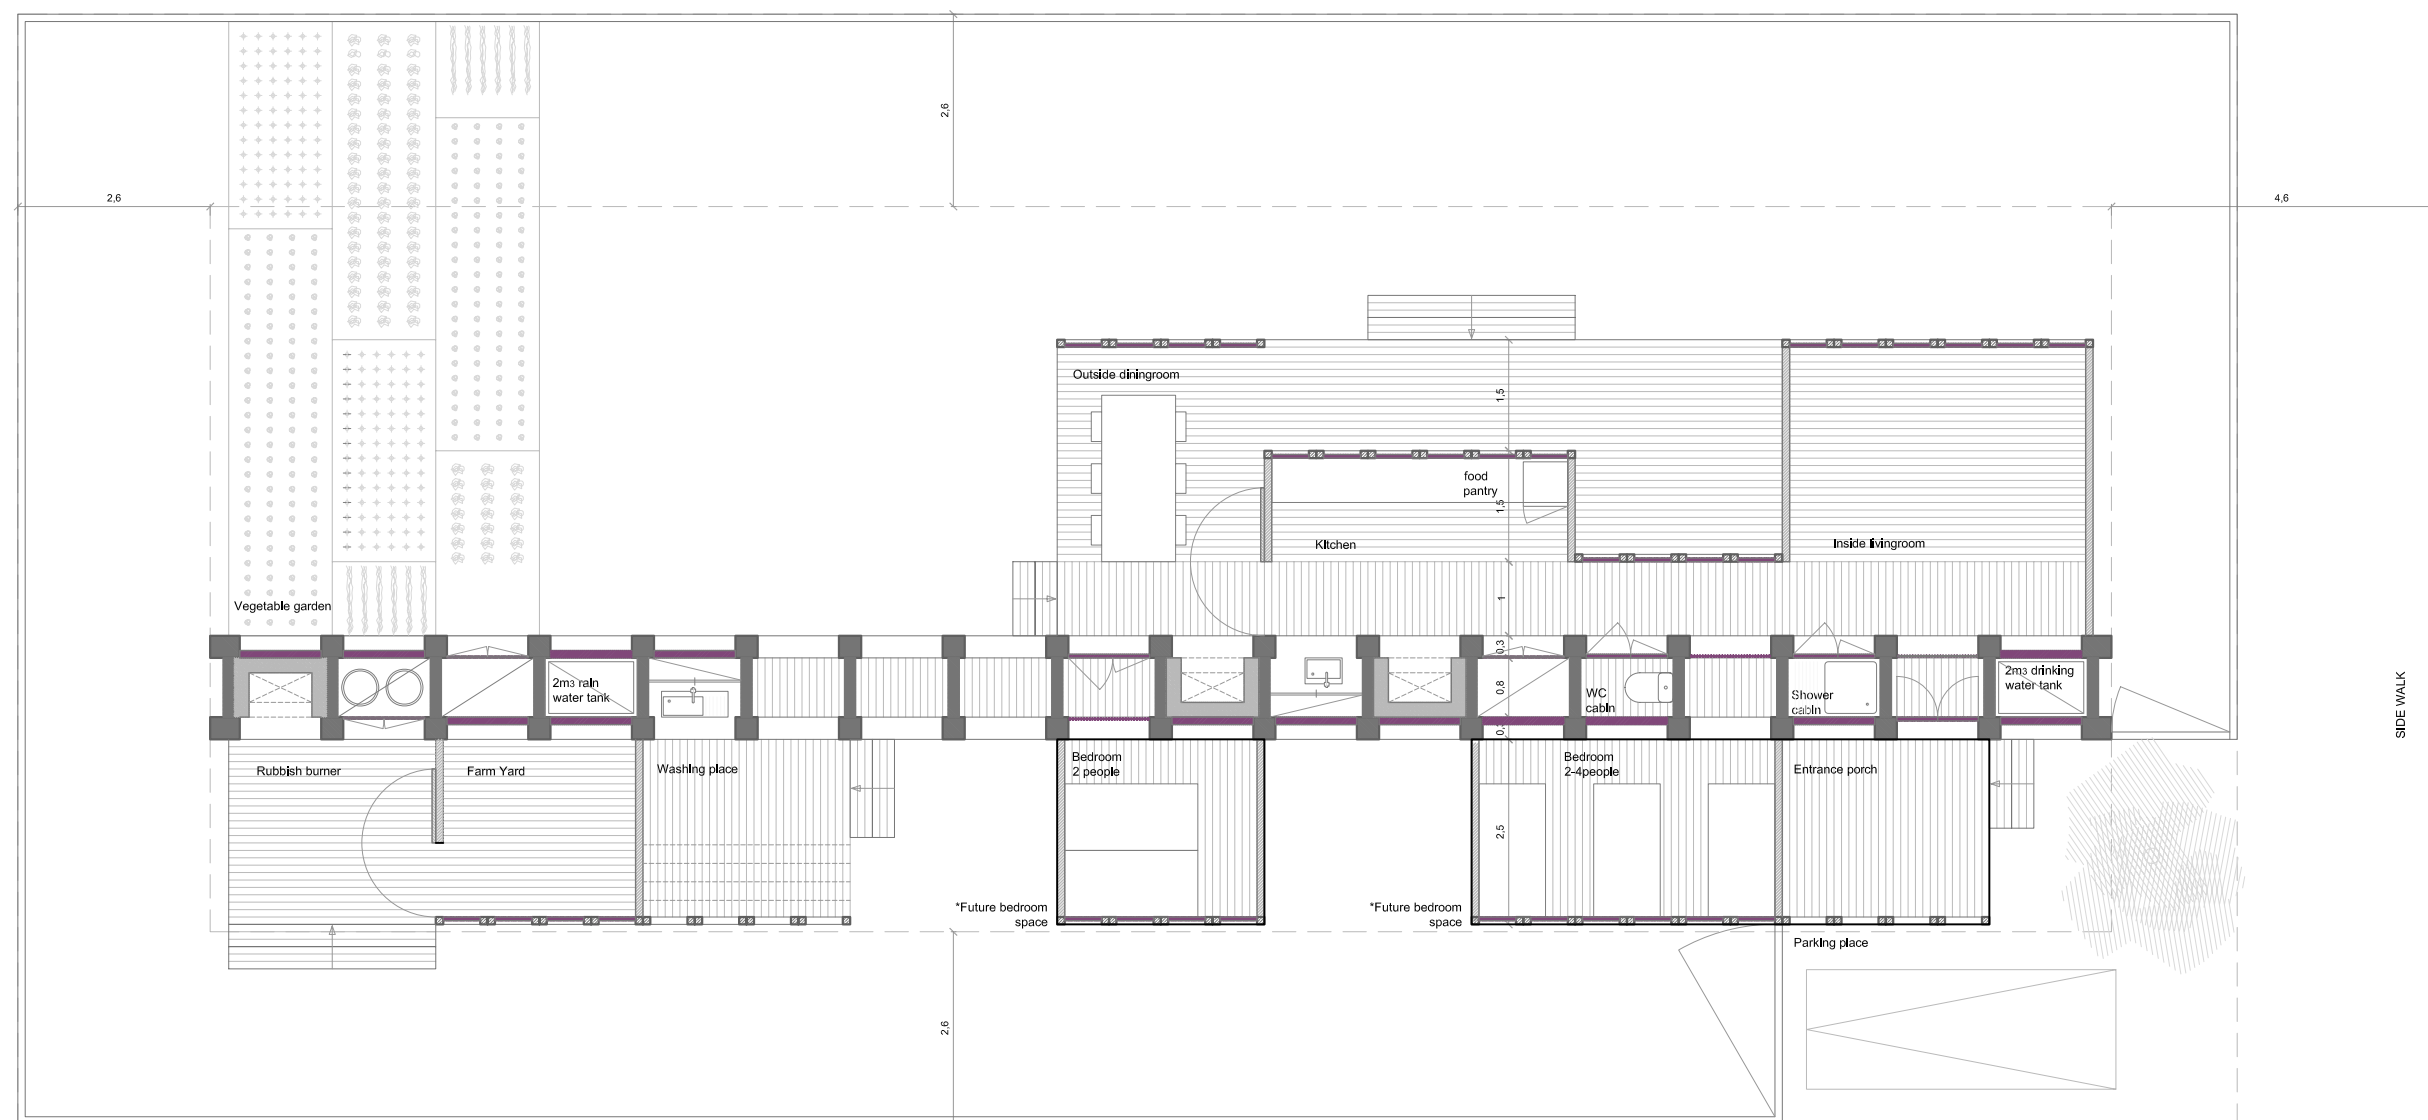 2,6
2,6
4,6
Outside diningroom
1,5
food
pantry
1,5
Kitchen
Inside livingroom
Vegetable garden
1
0,3
2m3 rain
water tank
0,8
WC
cabin
Shower
cabin
2m3 drinking
water tank
SIDE WALK
0,3
Rubbish burner
Farm Yard
Washing place
Bedroom
2 people
Bedroom
2-4people
Entrance porch
2,5
*Future bedroom
space
*Future bedroom
space
Parking place
2,6